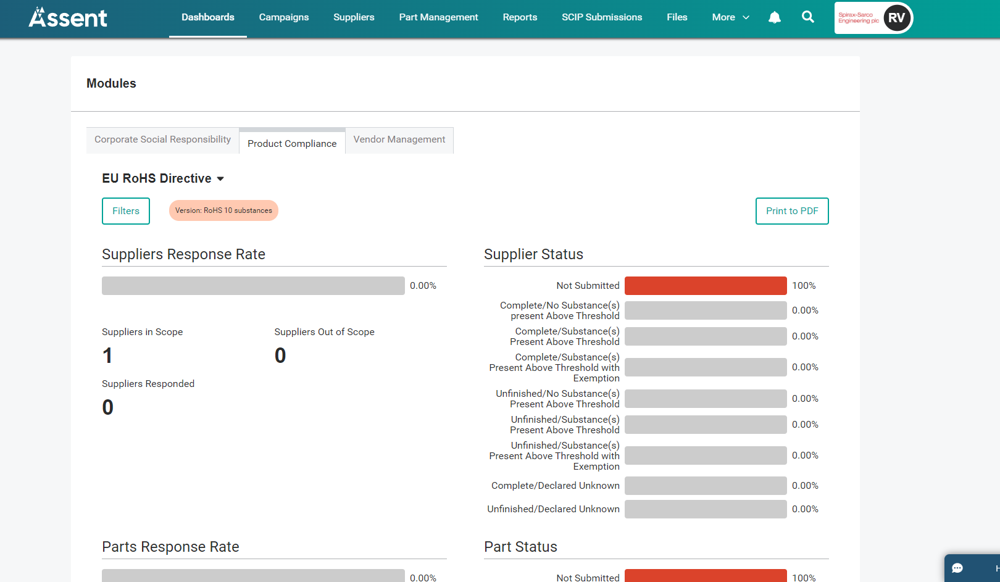 Assent
Dashboards
Campaigns
Suppliers
Part Management
Reports
SCIP Submissions
Files
More
Spirax-Sarco
Engineering plc
RV
Modules
Corporate Social Responsibility
Product Compliance
Vendor Management
EU RoHS Directive
Filters
Version: RoHS 10 substances
Print to PDF
Suppliers Response Rate
0.00%
Suppliers in Scope
1
Suppliers Out of Scope
0
Suppliers Responded
0
Supplier Status
Not Submitted
100%
Complete/No Substance(s)
present Above Threshold
0.00%
Complete/Substance(s)
Present Above Threshold
0.00%
Complete/Substance(s)
Present Above Threshold with
Exemption
0.00%
Unfinished/No Substance(s)
Present Above Threshold
0.00%
Unfinished/Substance(s)
Present Above Threshold
0.00%
Unfinished/Substance(s)
Present Above Threshold with
Exemption
0.00%
Complete/Declared Unknown
0.00%
Unfinished/Declared Unknown
0.00%
Parts Response Rate
0.00%
Part Status
Not Submitted
100%